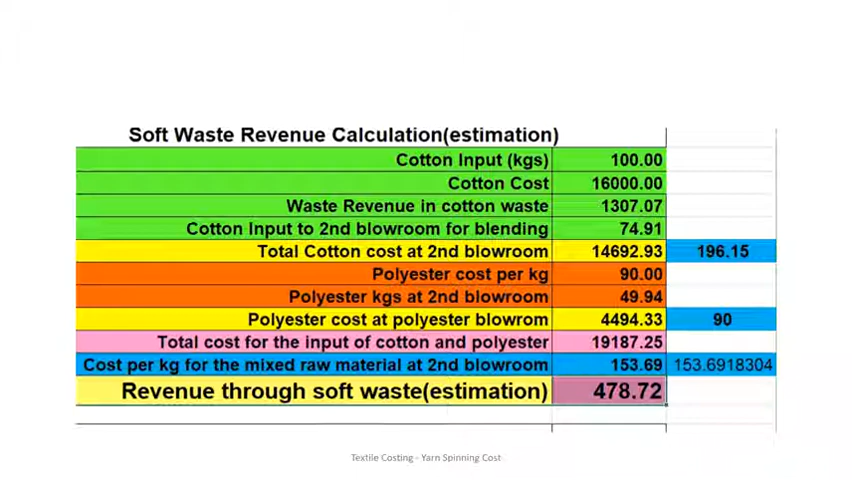 Soft Waste Revenue Calculation(estimation)
Cotton Input (kgs) 100.00
Cotton Cost 16000.00
Waste Revenue in cotton waste 1307.07
Cotton Input to 2nd blowroom for blending 74.91
Total Cotton cost at 2nd blowroom 14692.93 196.15
Polyester cost per kg 90.00
Polyester kgs at 2nd blowroom 49.94
Polyester cost at polyester blowrom 4494.33 90
Total cost for the input of cotton and polyester 19187.25
Cost per kg for the mixed raw material at 2nd blowroom 153.69 153.6918304
Revenue through soft waste(estimation) 478.72
Textile Costing - Yarn Spinning Cost